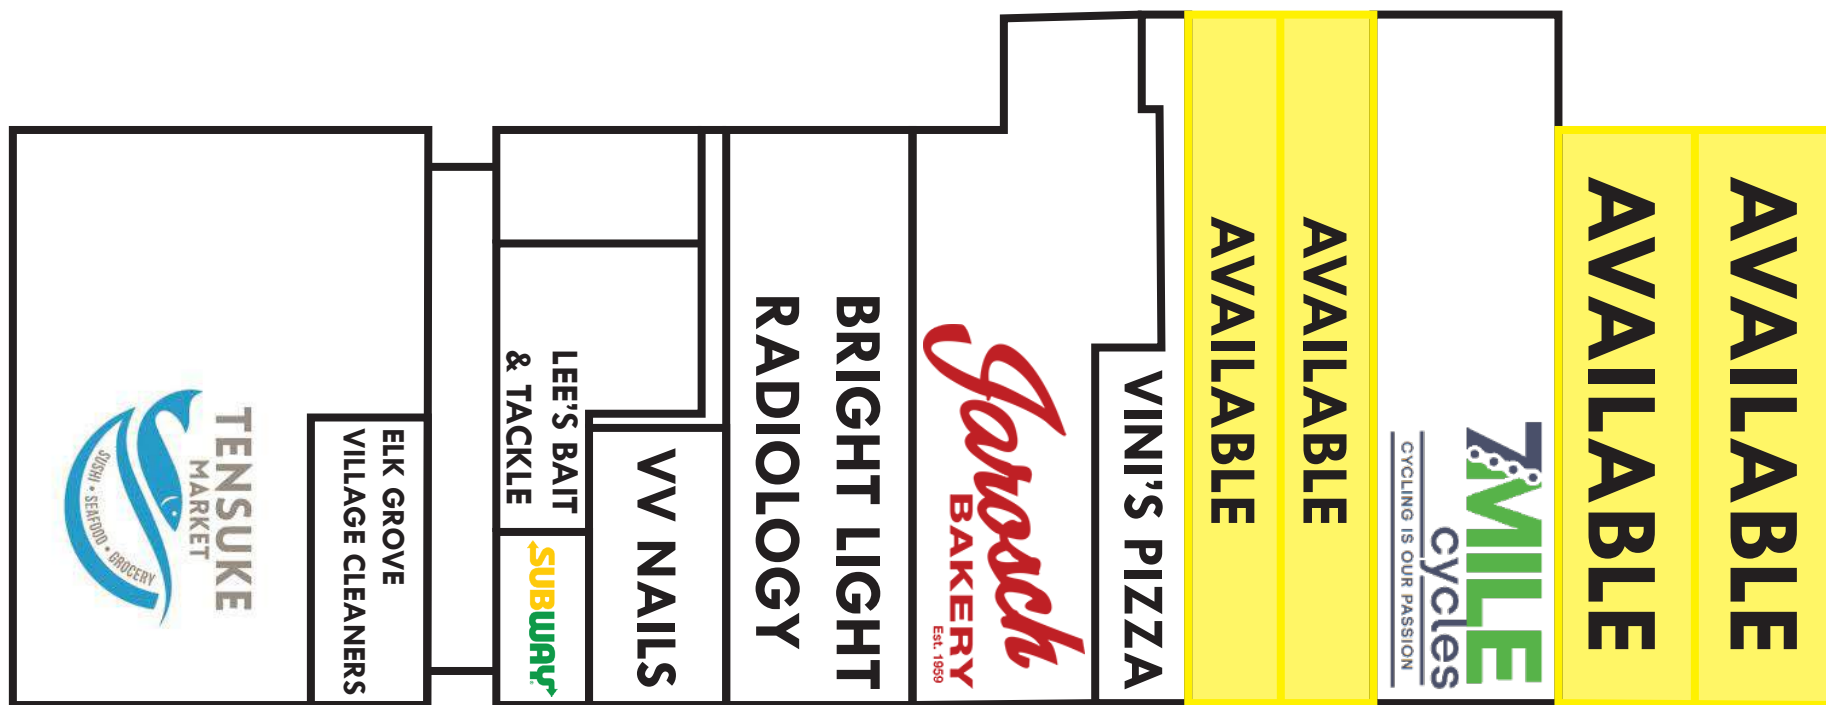 TENSUKE
MARKET
SUSHI • SEAFOOD • GROCERY
ELK GROVE
VILLAGE CLEANERS
LEE'S BAIT
& TACKLE
SUBWAY
VV NAILS
BRIGHT LIGHT
RADIOLOGY
Jarosch
BAKERY
Est. 1959
VINI'S PIZZA
AVAILABLE
AVAILABLE
7MILE
cycles
CYCLING IS OUR PASSION
AVAILABLE
AVAILABLE